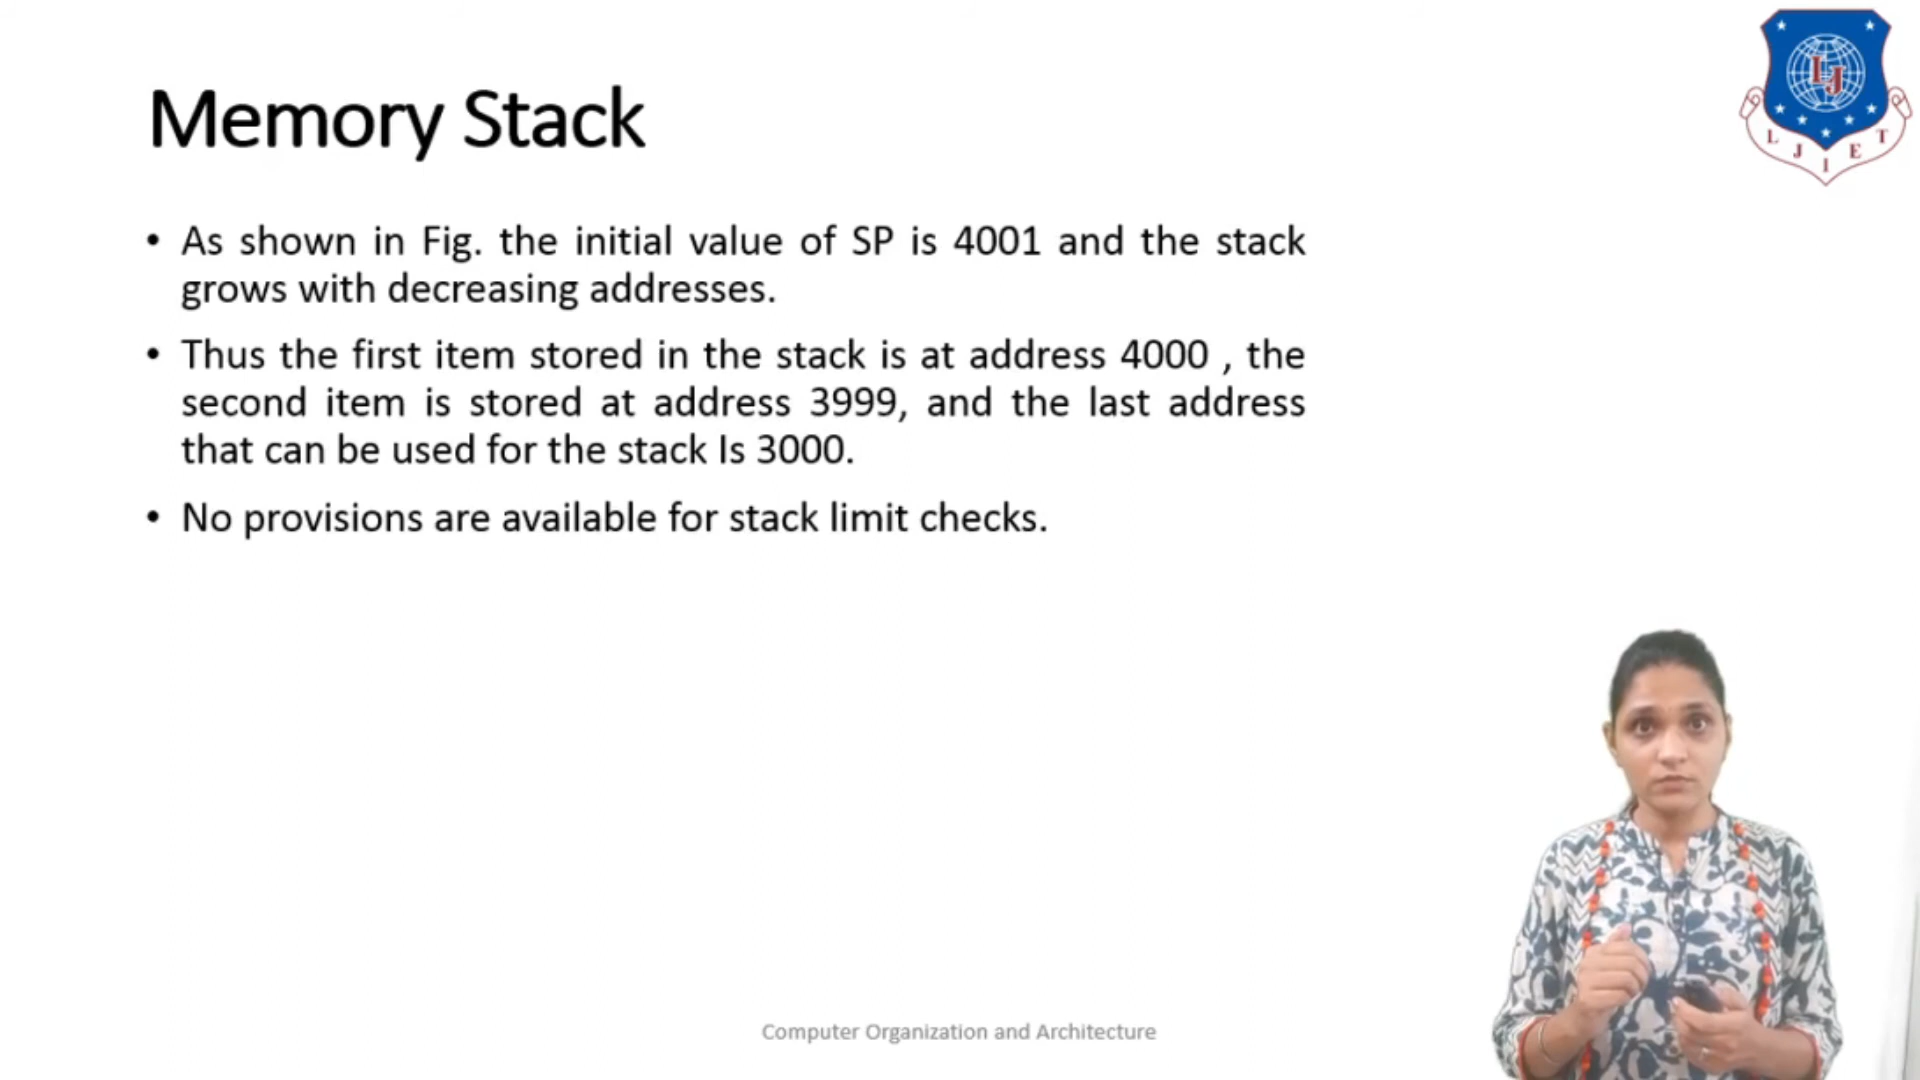 Memory Stack
• As shown in Fig. the initial value of SP is 4001 and the stack
grows with decreasing addresses.
• Thus the first item stored in the stack is at address 4000 , the
second item is stored at address 3999, and the last address
that can be used for the stack Is 3000.
• No provisions are available for stack limit checks.
LJ
L J I E T
Computer Organization and Architecture